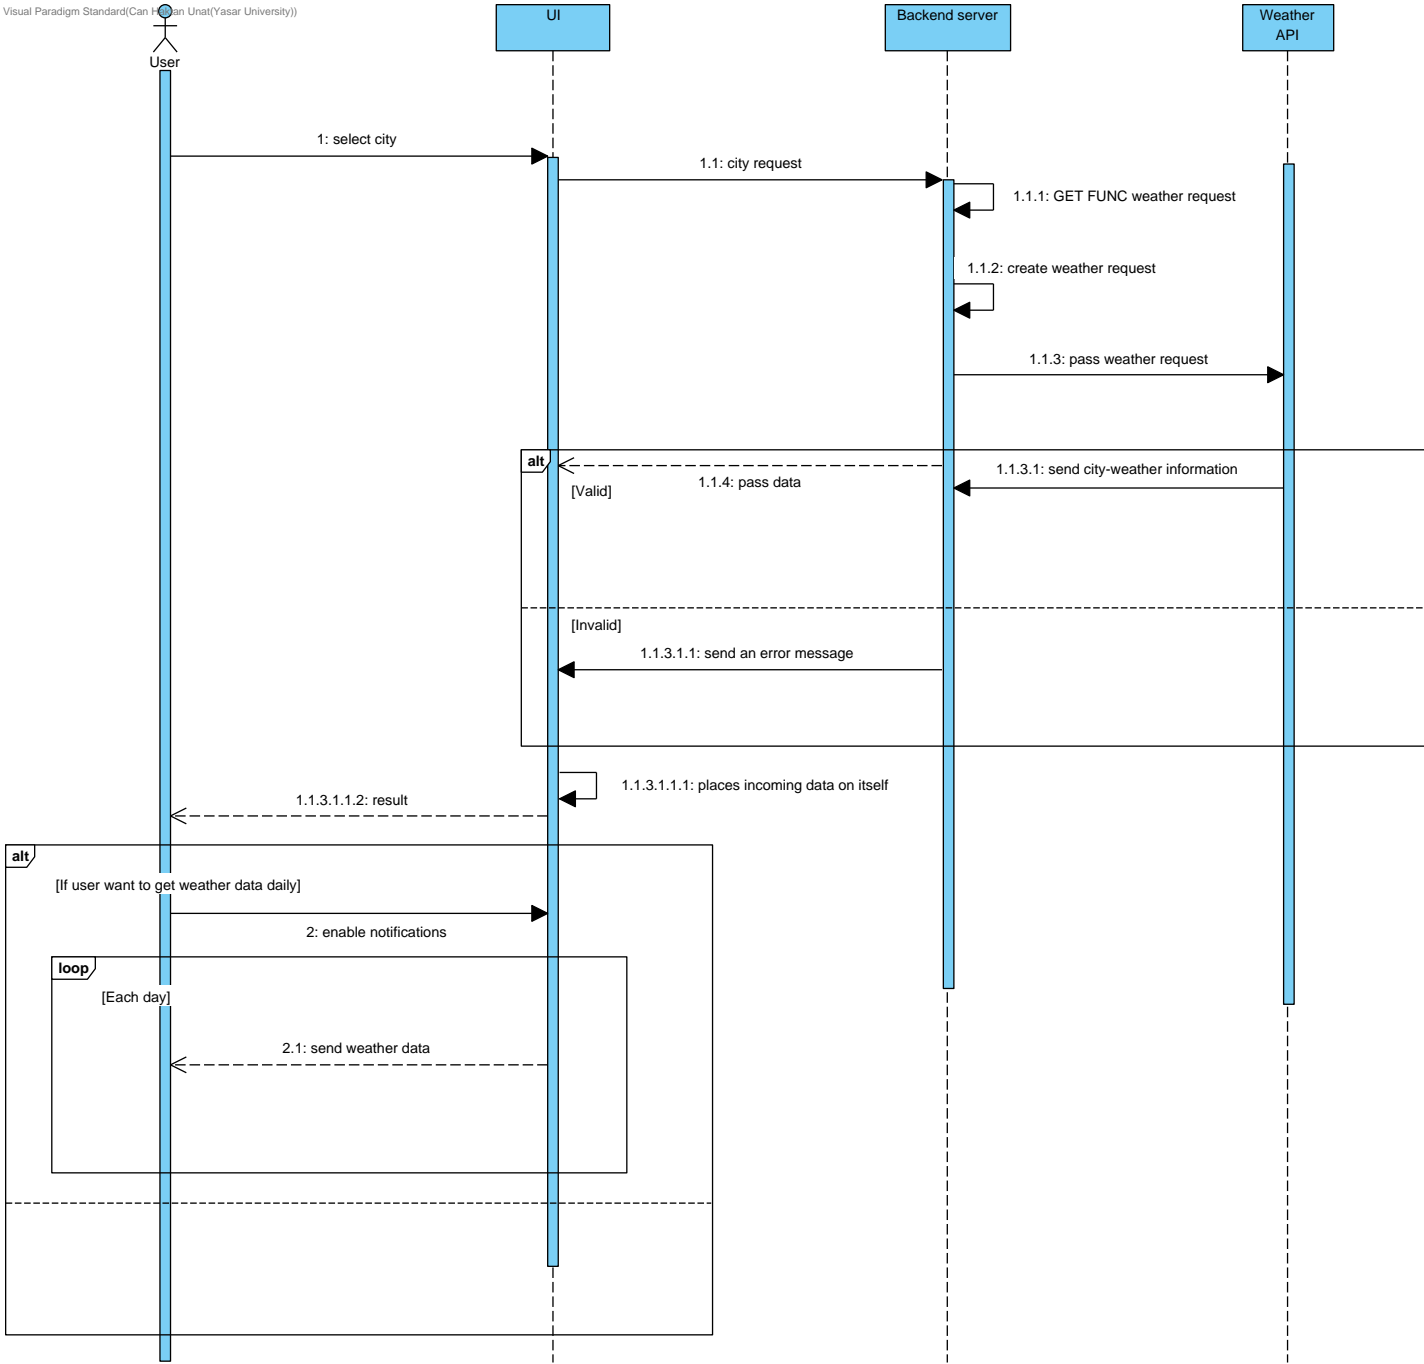 Visual Paradigm Standard(Can Hakan Unat(Yasar University))
User
UI
Backend server
Weather
API
1: select city
1.1: city request
1.1.1: GET FUNC weather request
1.1.2: create weather request
1.1.3: pass weather request
alt
1.1.3.1: send city-weather information
1.1.4: pass data
[Valid]
[Invalid]
1.1.3.1.1: send an error message
1.1.3.1.1.1: places incoming data on itself
1.1.3.1.1.2: result
alt
[If user want to get weather data daily]
2: enable notifications
loop
[Each day]
2.1: send weather data